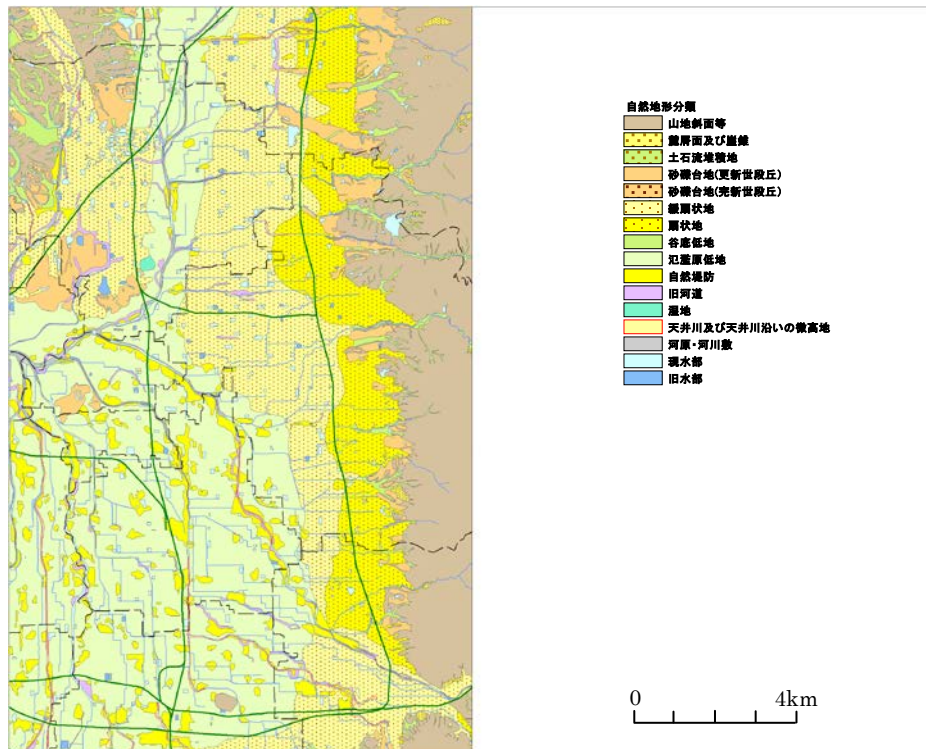 自然地形分類
山地斜面等
麓屑面及び崖錐
土石流堆積地
砂礫台地(更新世段丘)
砂礫台地(完新世段丘)
緩扇状地
扇状地
谷底低地
氾濫原低地
自然堤防
旧河道
湿地
天井川及び天井川沿いの微高地
河原・河川敷
現水部
旧水部
0 4km